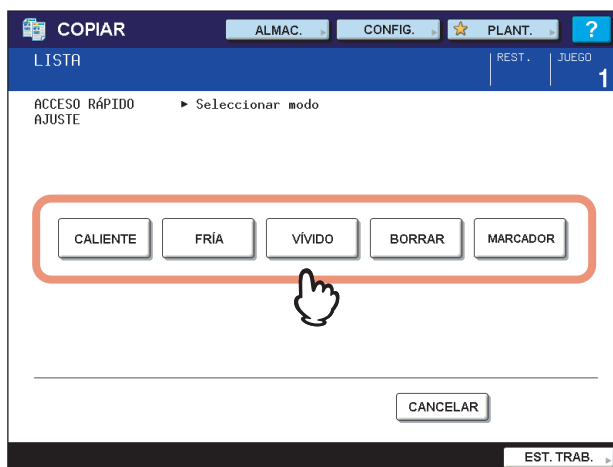 COPIAR ALMAC. CONFIG. PLANT. ?
LISTA REST. JUEGO
1
ACCESO RÁPIDO ► Seleccionar modo
AJUSTE
CALIENTE FRÍA VÍVIDO BORRAR MARCADOR
CANCELAR
EST. TRAB.